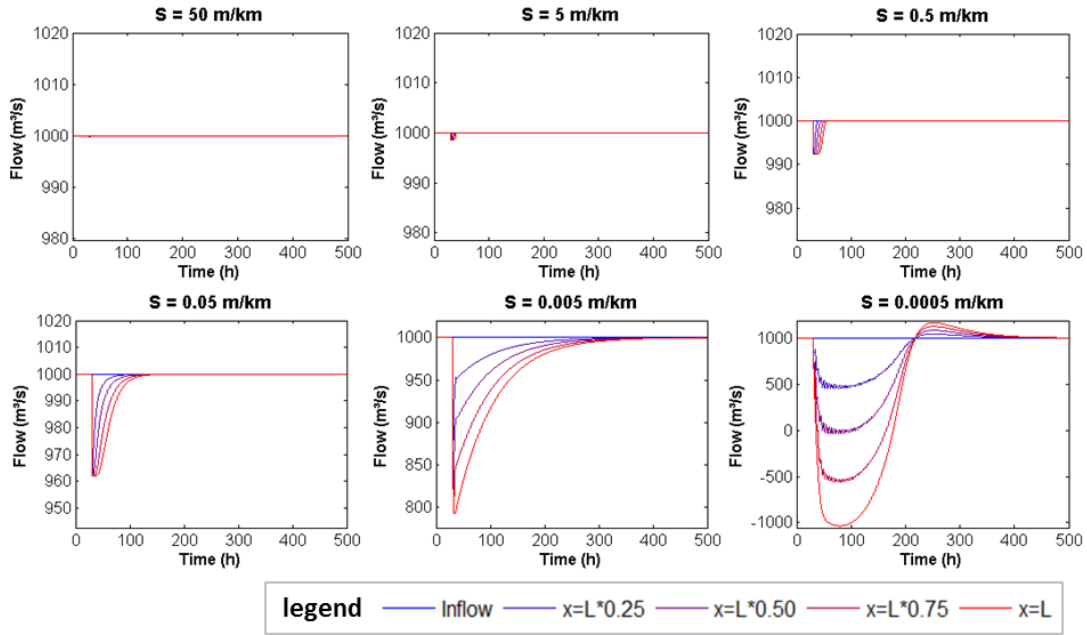 S = 50 m/km
1020
1010
1000
990
980
Flow (m³/s)
0 100 200 300 400 500
Time (h)
S = 5 m/km
1020
1010
1000
990
980
Flow (m³/s)
0 100 200 300 400 500
Time (h)
S = 0.5 m/km
1020
1010
1000
990
980
Flow (m³/s)
0 100 200 300 400 500
Time (h)
S = 0.05 m/km
1020
1010
1000
990
980
970
960
950
Flow (m³/s)
0 100 200 300 400 500
Time (h)
S = 0.005 m/km
1000
950
900
850
800
Flow (m³/s)
0 100 200 300 400 500
Time (h)
S = 0.0005 m/km
1000
500
0
-500
-1000
Flow (m³/s)
0 100 200 300 400 500
Time (h)
legend Inflow x=L*0.25 x=L*0.50 x=L*0.75 x=L